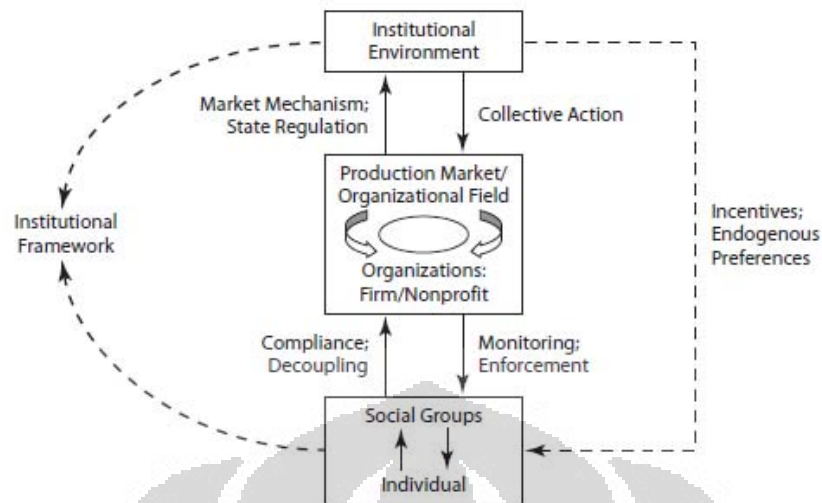 Institutional
Environment
Market Mechanism;
State Regulation
Collective Action
Production Market/
Organizational Field
Institutional
Framework
Incentives;
Endogenous
Preferences
Organizations:
Firm/Nonprofit
Compliance;
Decoupling
Monitoring;
Enforcement
Social Groups
Individual